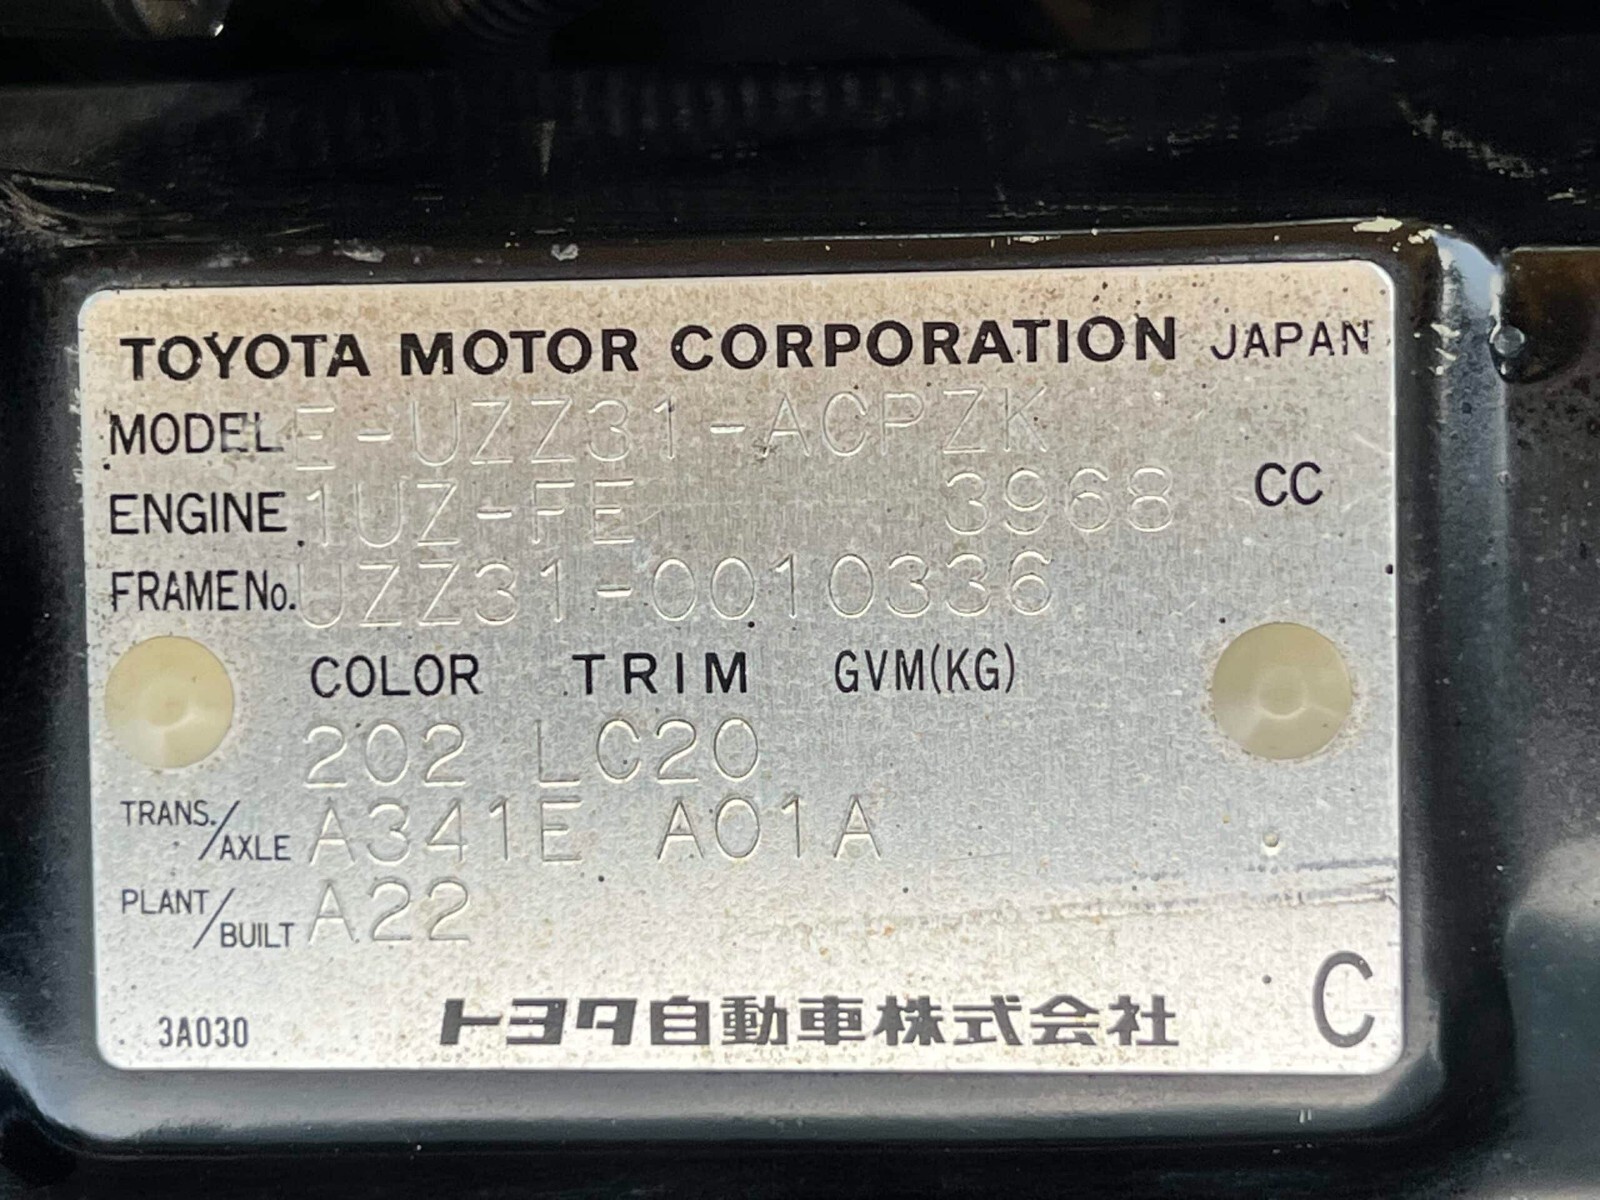 TOYOTA MOTOR CORPORATION JAPAN
MODEL E-UZZ31-ACPZK
ENGINE 1UZ-FE 3968 CC
FRAME No. UZZ31-0010336
COLOR TRIM GVM(KG)
202 LC20
TRANS./AXLE A341E A01A
PLANT/BUILT A22
C
3A030 トヨタ自動車株式会社